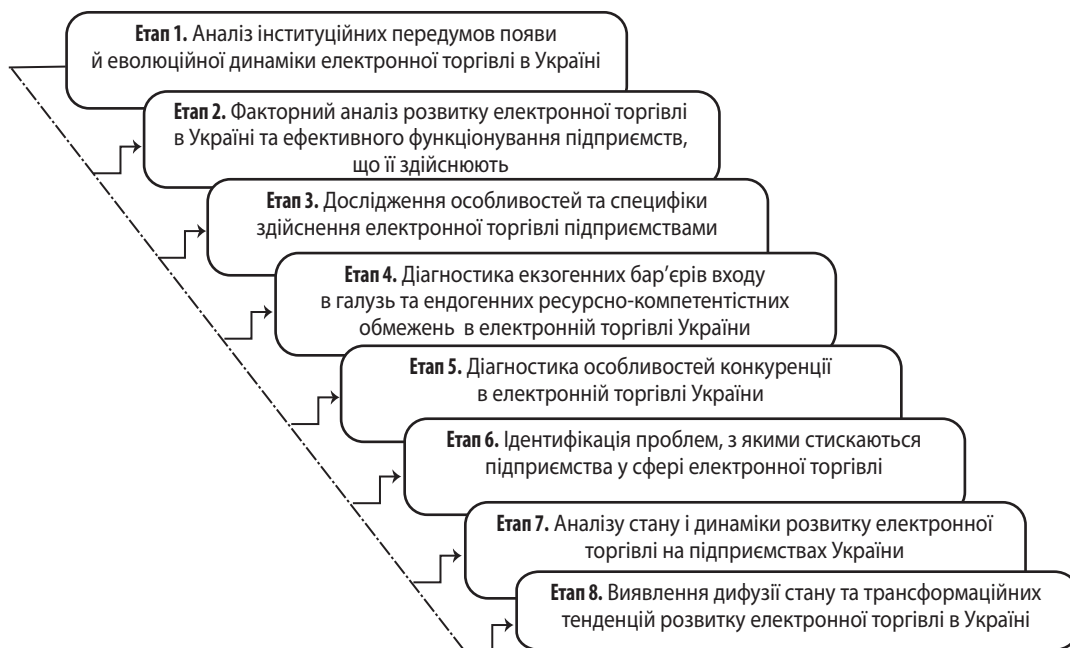 Етап 1. Аналіз інституційних передумов появи
й еволюційної динаміки електронної торгівлі в Україні
Етап 2. Факторний аналіз розвитку електронної торгівлі
в Україні та ефективного функціонування підприємств,
що її здійснюють
Етап 3. Дослідження особливостей та специфіки
здійснення електронної торгівлі підприємствами
Етап 4. Діагностика екзогенних бар’єрів входу
в галузь та ендогенних ресурсно-компетентістних
обмежень в електронній торгівлі України
Етап 5. Діагностика особливостей конкуренції
в електронній торгівлі України
Етап 6. Ідентифікація проблем, з якими стискаються
підприємства у сфері електронної торгівлі
Етап 7. Аналізу стану і динаміки розвитку електронної
торгівлі на підприємствах України
Етап 8. Виявлення дифузії стану та трансформаційних
тенденцій розвитку електронної торгівлі в Україні